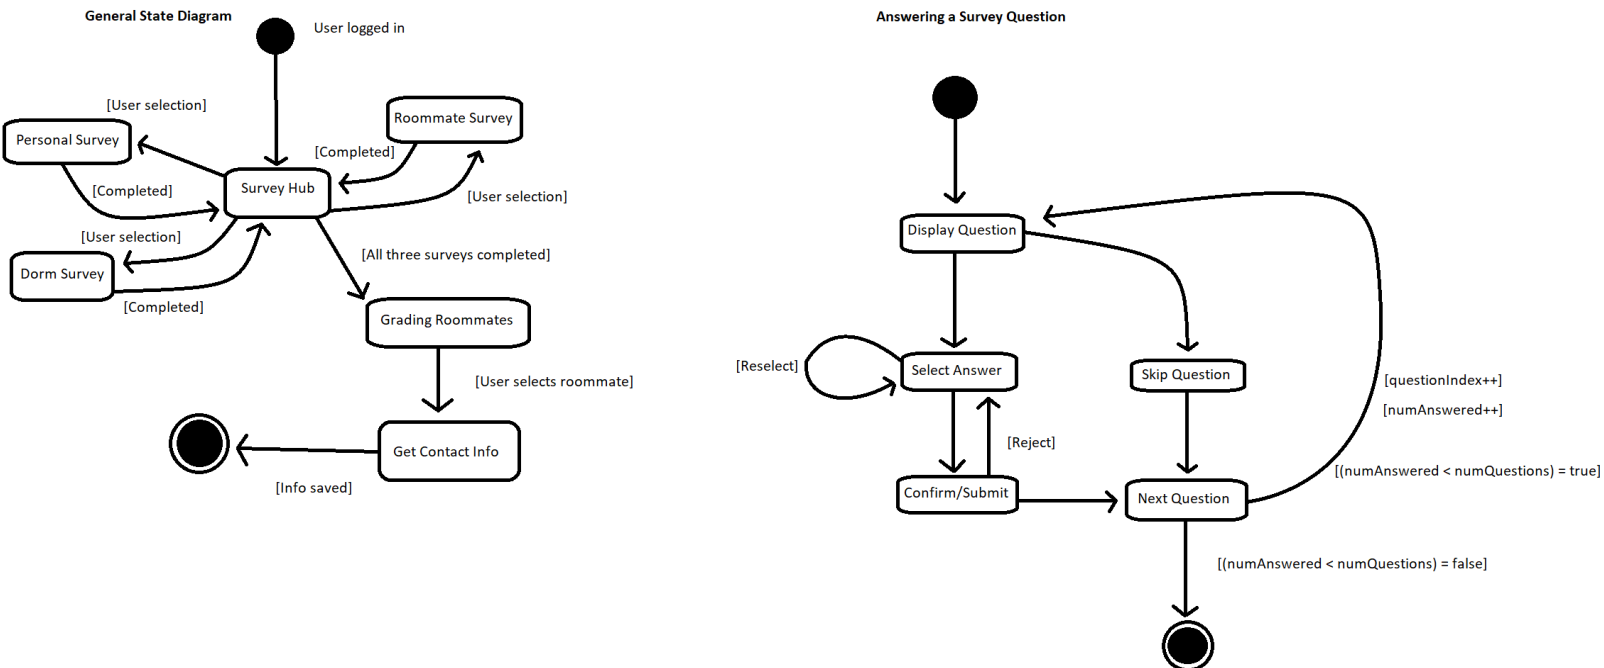 General State Diagram
User logged in
[User selection]
Personal Survey
Roommate Survey
[Completed]
[Completed]
Survey Hub
[User selection]
[User selection]
Dorm Survey
[All three surveys completed]
[Completed]
Grading Roommates
[User selects roommate]
Get Contact Info
[Info saved]
Answering a Survey Question
Display Question
[Reselect]
Select Answer
Skip Question
[questionIndex++]
[numAnswered++]
[Reject]
[(numAnswered < numQuestions) = true]
Confirm/Submit
Next Question
[(numAnswered < numQuestions) = false]